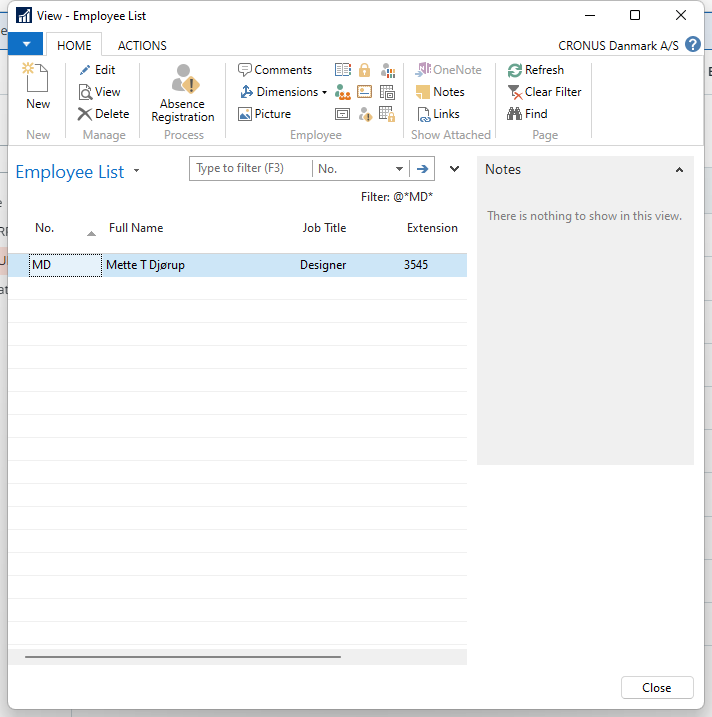 View - Employee List
HOME ACTIONS CRONUS Danmark A/S ?
New
Edit
View
Delete
Absence
Registration
Comments
Dimensions
Picture
OneNote
Notes
Links
Refresh
Clear Filter
Find
New Manage Process Employee Show Attached Page
Employee List
Type to filter (F3) No.
Filter: @*MD*
No. Full Name Job Title Extension
MD Mette T Djørup Designer 3545
Notes
There is nothing to show in this view.
Close